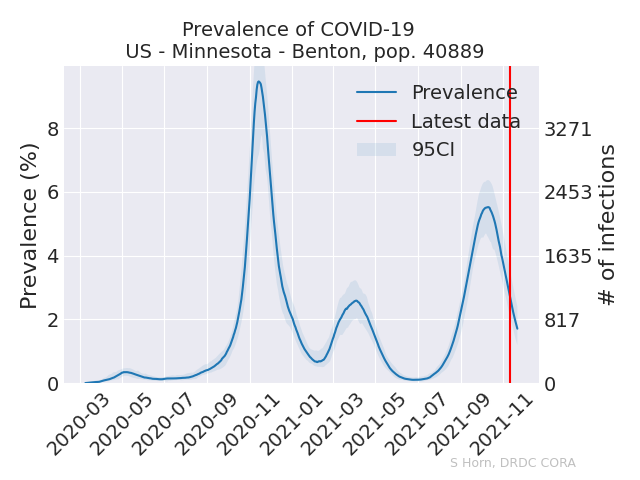 Prevalence of COVID-19
US - Minnesota - Benton, pop. 40889
Prevalence
Latest data
95CI
Prevalence (%)
8
6
4
2
0
3271
2453
1635
817
0
# of infections
2020-03
2020-05
2020-07
2020-09
2020-11
2021-01
2021-03
2021-05
2021-07
2021-09
2021-11
S Horn, DRDC CORA